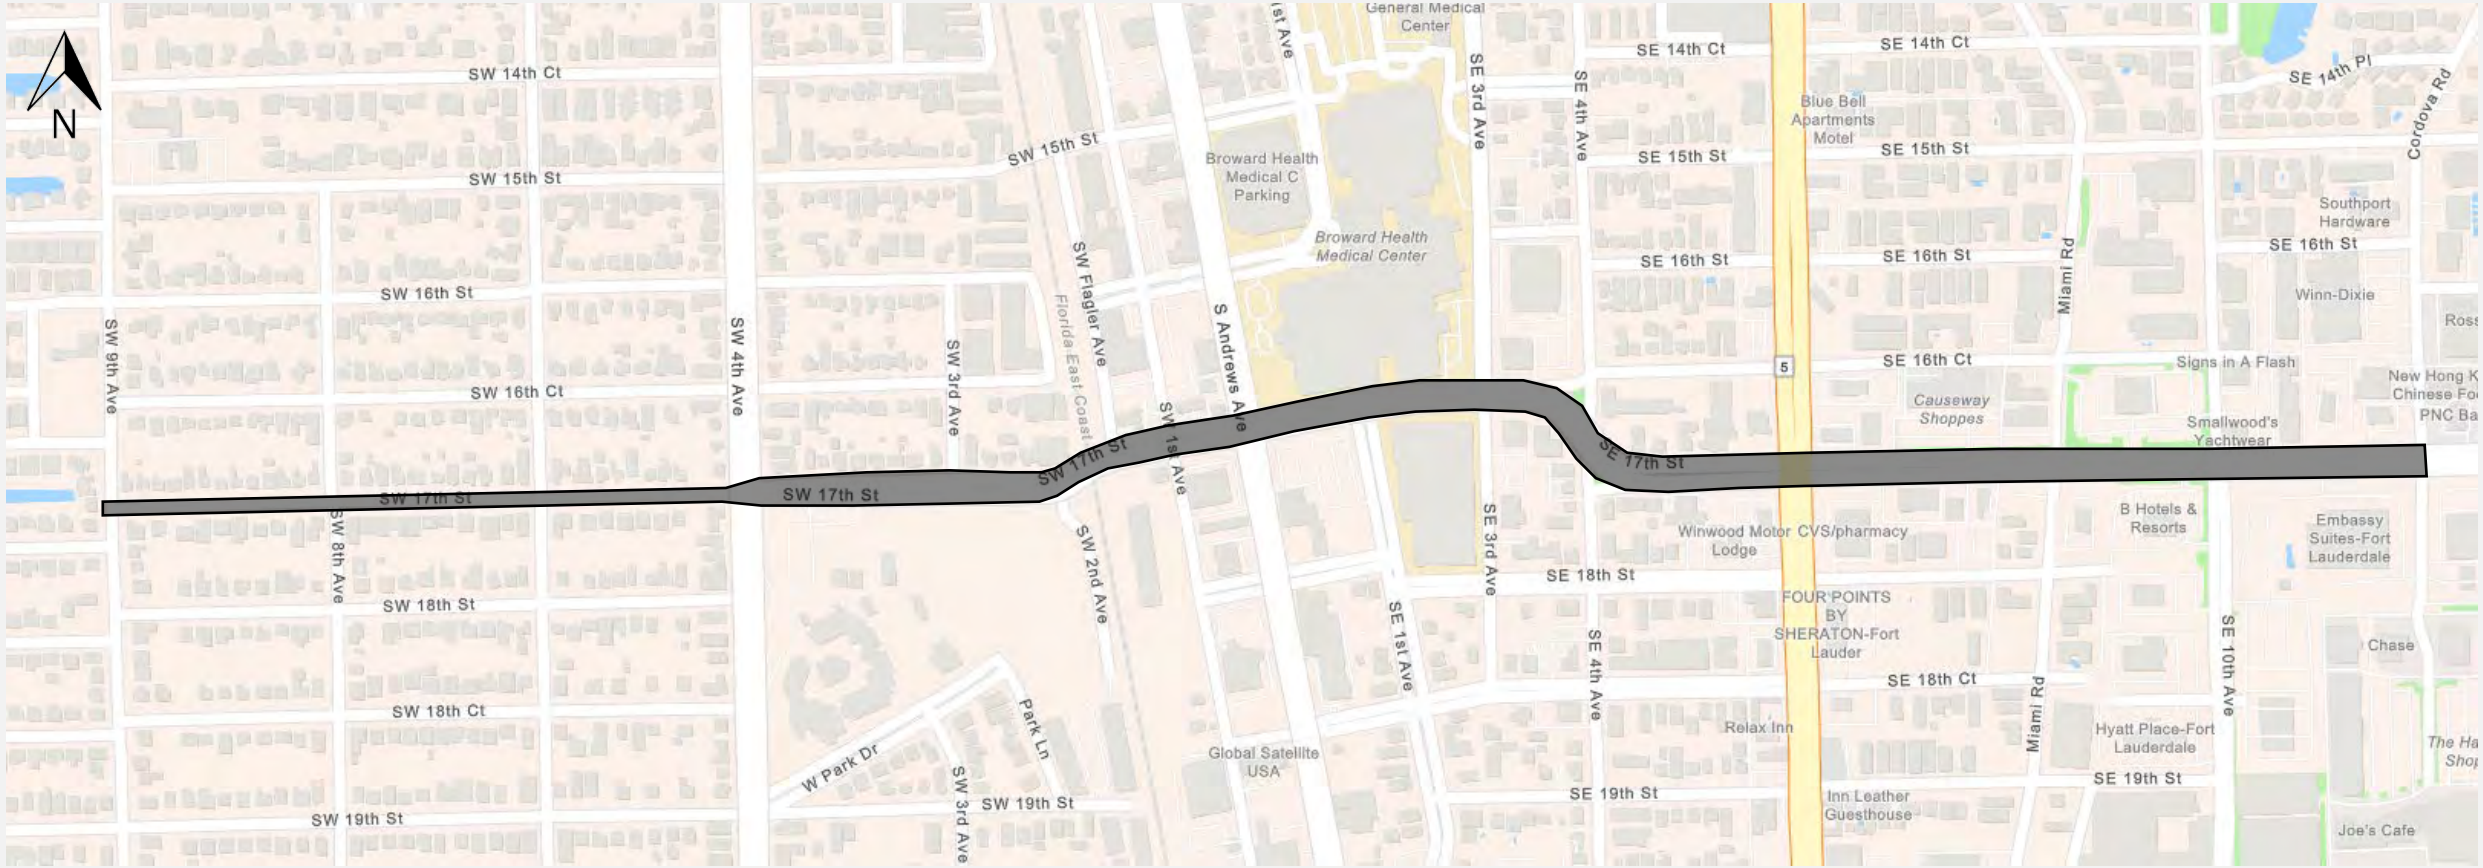 General Medical
Center
1st Ave
SE 14th Ct
SE 14th Ct
SE 14th Pl
Cordova Rd
N
SW 14th Ct
SE 3rd Ave
SE 4th Ave
Blue Bell
Apartments
Motel
SW 15th St
SW 15th St
Broward Health
Medical C
Parking
SE 15th St
SE 15th St
Southport
Hardware
Broward Health
Medical Center
SE 16th St
SE 16th St
SE 16th St
Miami Rd
SW 16th St
SW Flagler Ave
Florida East Coast
S Andrews Ave
Winn-Dixie
Ross
SW 9th Ave
SW 4th Ave
SW 3rd Ave
5
SE 16th Ct
Signs in A Flash
SW 16th Ct
New Hong K
Chinese Foo
PNC Ba
Causeway
Shoppes
Smallwood's
Yachtwear
SW 1st Ave
SW 17th St
SW 17th St
SW 17th St
SE 17th St
SW 8th Ave
SW 2nd Ave
SE 3rd Ave
Winwood Motor
Lodge
CVS/pharmacy
B Hotels &
Resorts
Embassy
Suites-Fort
Lauderdale
SW 18th St
SE 18th St
FOUR POINTS
BY
SHERATON-Fort
Lauder
SE 1st Ave
SE 4th Ave
SE 10th Ave
Chase
SE 18th Ct
Miami Rd
SW 18th Ct
Park Ln
W Park Dr
Global Satellite
USA
Relax Inn
Hyatt Place-Fort
Lauderdale
The Ha
Shop
SW 3rd Ave
SW 19th St
SW 19th St
SE 19th St
SE 19th St
Inn Leather
Guesthouse
Joe's Cafe